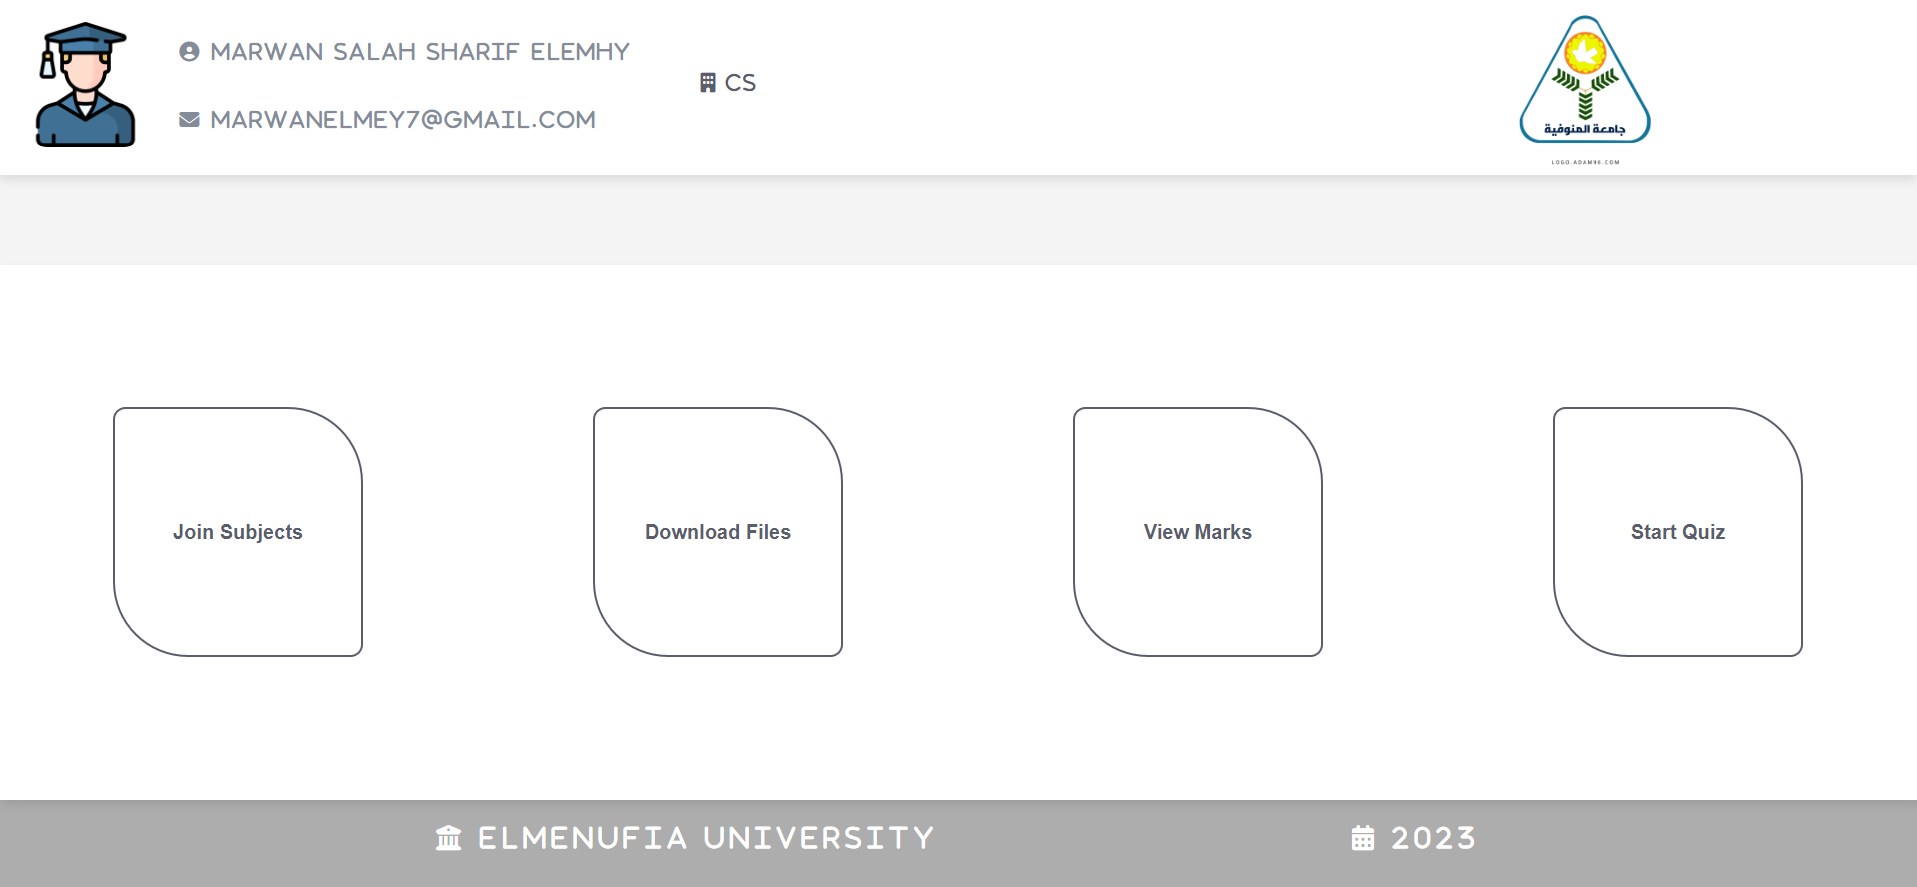 MARWAN SALAH SHARIF ELEMHY
MARWANELMEY7@GMAIL.COM
CS
جامعة المنوفية
LOGO.ADAM96.COM
Join Subjects
Download Files
View Marks
Start Quiz
ELMENUFIA UNIVERSITY
2023